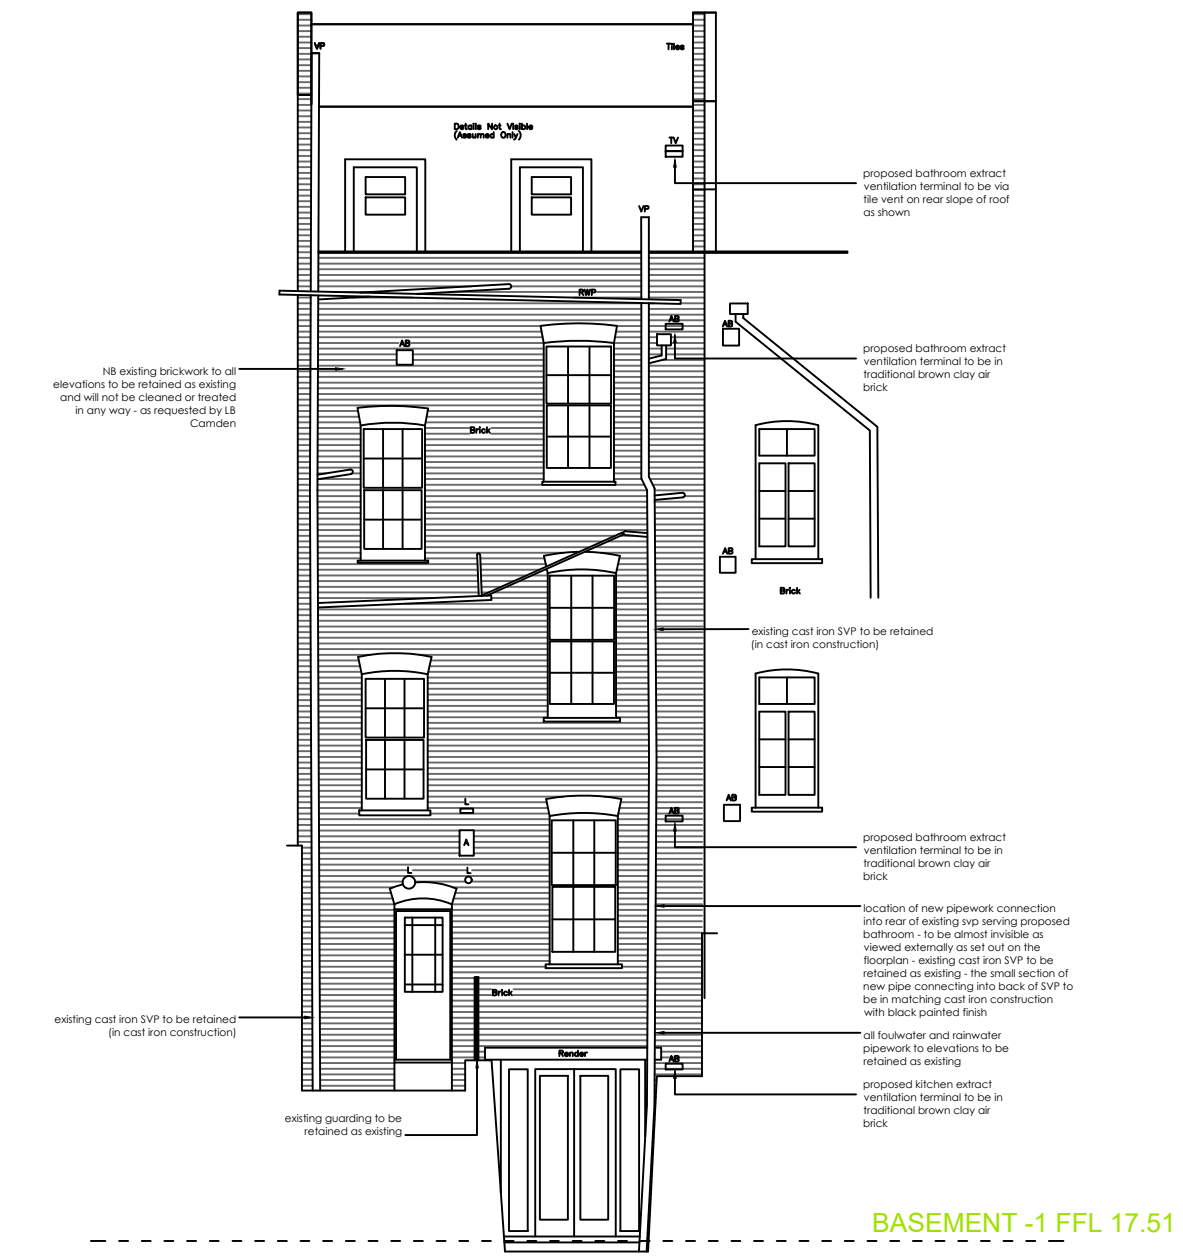 VP
Tiles
Details Not Visible
(Assumed Only)
TV
proposed bathroom extract
ventilation terminal to be via
tile vent on rear slope of roof
as shown
VP
RWP
AB
AB
AB
proposed bathroom extract
ventilation terminal to be in
traditional brown clay air
brick
NB existing brickwork to all
elevations to be retained as existing
and will not be cleaned or treated
in any way - as requested by LB
Camden
Brick
AB
Brick
existing cast iron SVP to be retained
(in cast iron construction)
L
AB
AB
A
L
L
proposed bathroom extract
ventilation terminal to be in
traditional brown clay air
brick
location of new pipework connection
into rear of existing svp serving proposed
bathroom - to be almost invisible as
viewed externally as set out on the
floorplan - existing cast iron SVP to be
retained as existing - the small section of
new pipe connecting into back of SVP to
be in matching cast iron construction
with black painted finish
Brick
existing cast iron SVP to be retained
(in cast iron construction)
all foulwater and rainwater
pipework to elevations to be
retained as existing
Render
AB
proposed kitchen extract
ventilation terminal to be in
traditional brown clay air
brick
existing guarding to be
retained as existing
BASEMENT -1 FFL 17.51